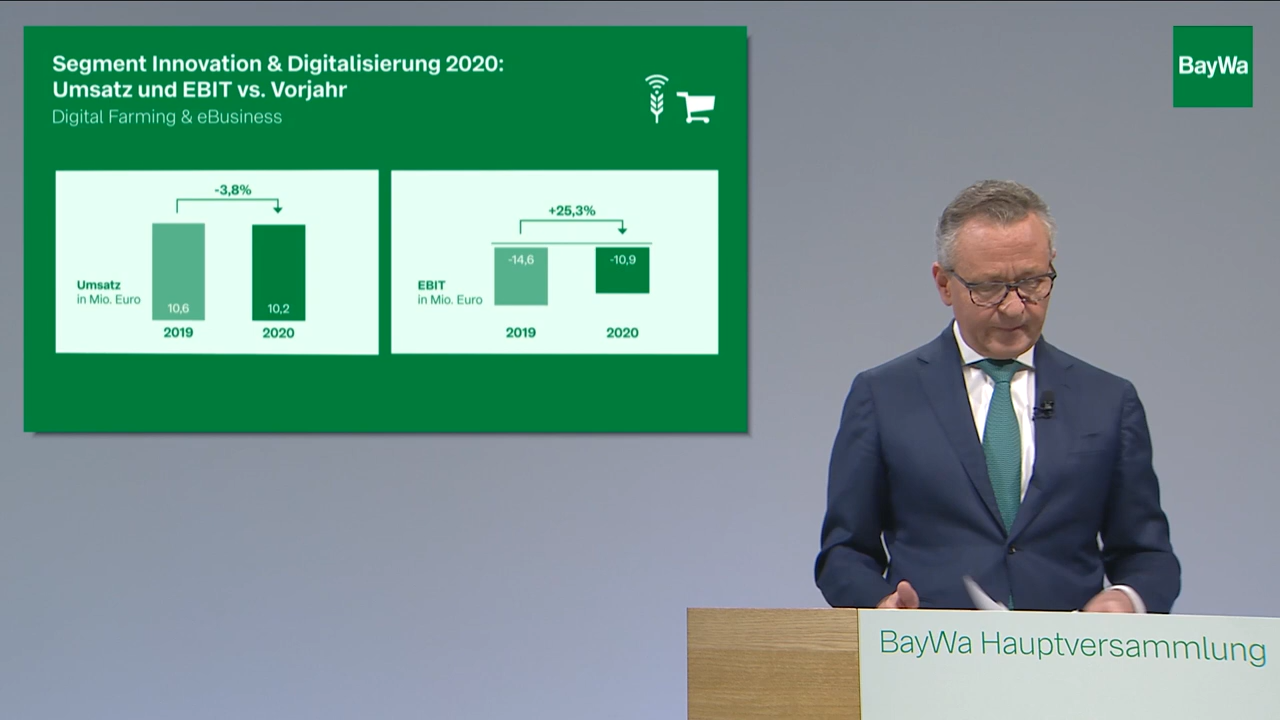 Segment Innovation & Digitalisierung 2020:
Umsatz und EBIT vs. Vorjahr
Digital Farming & eBusiness
-3,8%
Umsatz
in Mio. Euro
10,6
10,2
2019
2020
+25,3%
-14,6
-10,9
EBIT
in Mio. Euro
2019
2020
BayWa
BayWa Hauptversammlung